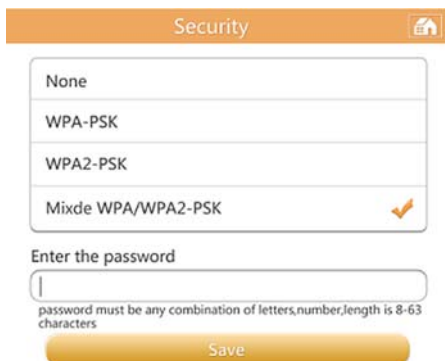 Security
None
WPA-PSK
WPA2-PSK
Mixde WPA/WPA2-PSK
Enter the password
password must be any combination of letters,number,length is 8-63
characters
Save